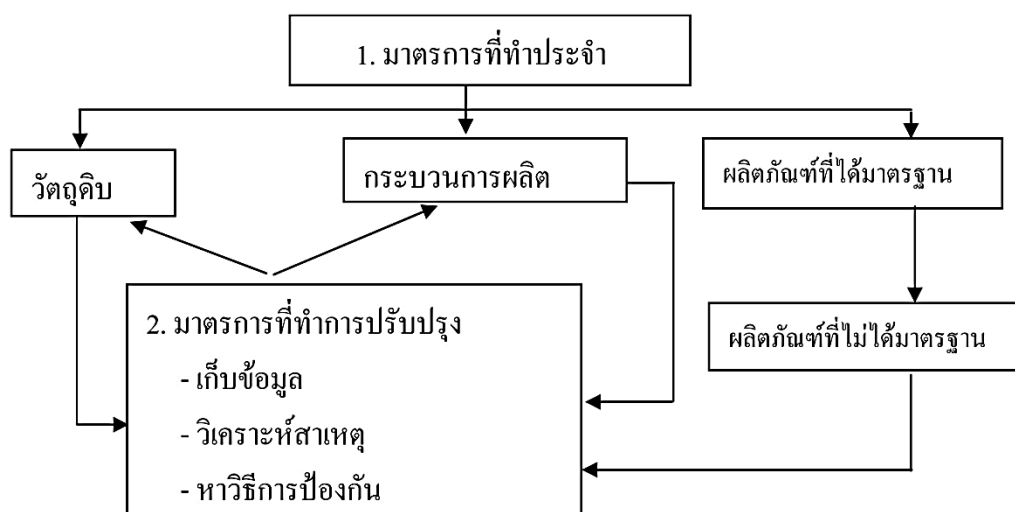 1. มาตรการที่ทำประจำ
วัตถุดิบ
กระบวนการผลิต
ผลิตภัณฑ์ที่ได้มาตรฐาน
2. มาตรการที่ทำการปรับปรุง
- เก็บข้อมูล
- วิเคราะห์สาเหตุ
- หาวิธีการป้องกัน
ผลิตภัณฑ์ที่ไม่ได้มาตรฐาน